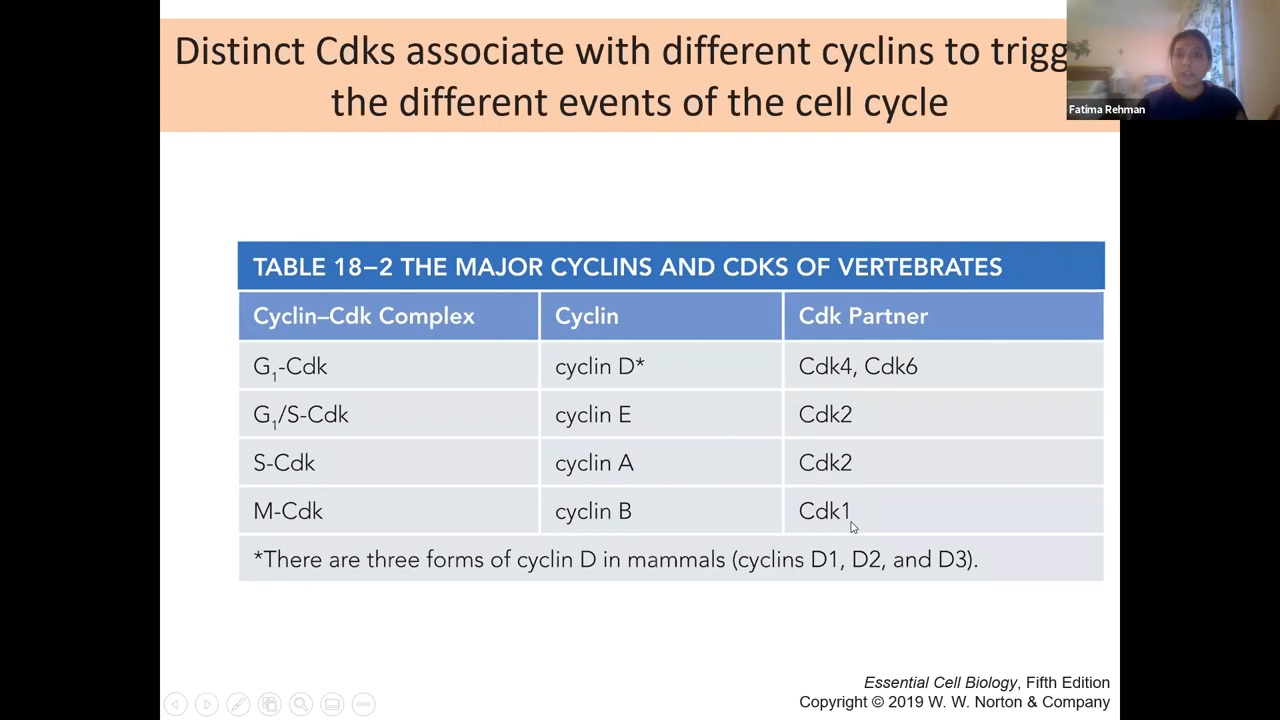 Distinct Cdks associate with different cyclins to trigg
the different events of the cell cycle
Fatima Rehman
TABLE 18–2 THE MAJOR CYCLINS AND CDKS OF VERTEBRATES
Cyclin–Cdk Complex Cyclin Cdk Partner
G₁-Cdk cyclin D* Cdk4, Cdk6
G₁/S-Cdk cyclin E Cdk2
S-Cdk cyclin A Cdk2
M-Cdk cyclin B Cdk1
*There are three forms of cyclin D in mammals (cyclins D1, D2, and D3).
Essential Cell Biology, Fifth Edition
Copyright © 2019 W. W. Norton & Company